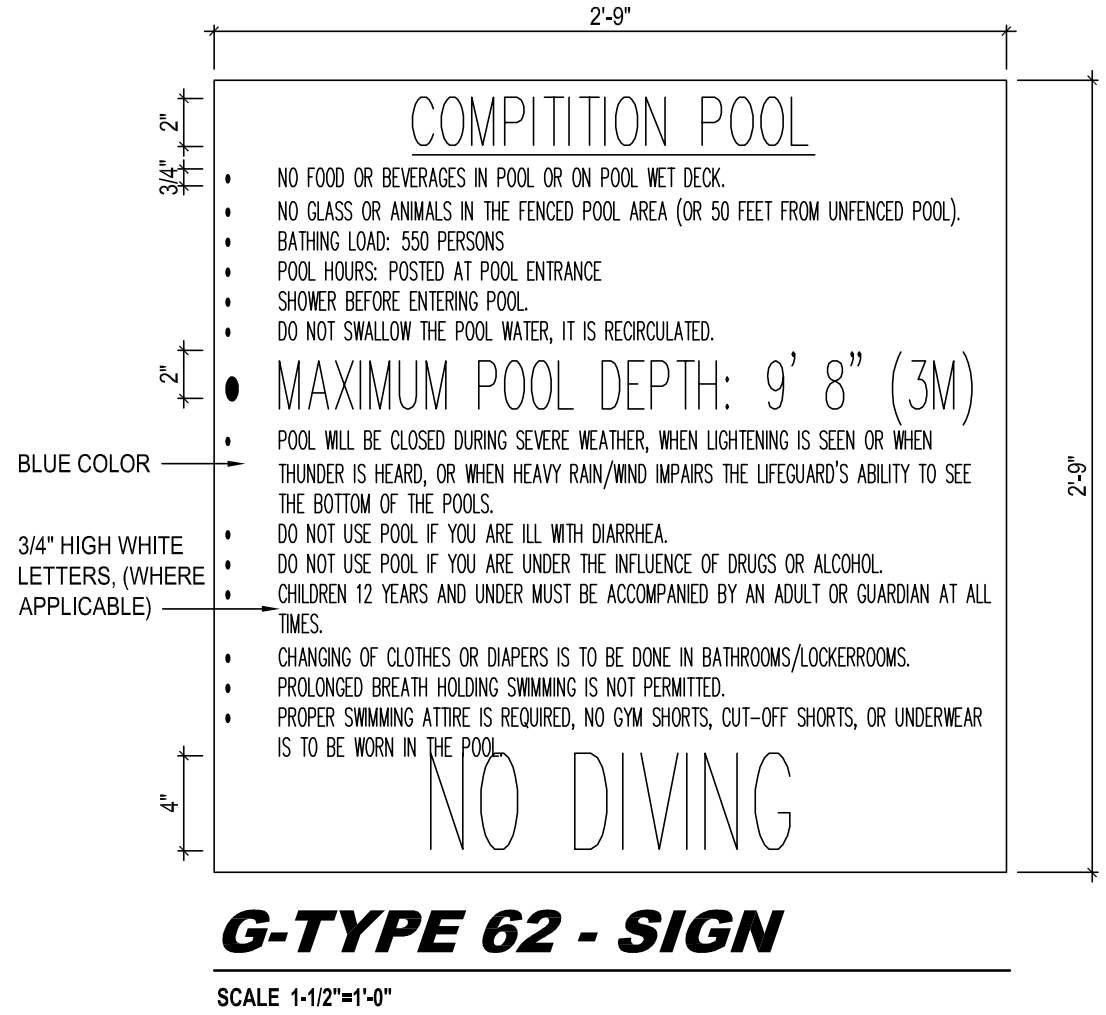 2'-9"
COMPITITION POOL
2"
3/4"
• NO FOOD OR BEVERAGES IN POOL OR ON POOL WET DECK.
• NO GLASS OR ANIMALS IN THE FENCED POOL AREA (OR 50 FEET FROM UNFENCED POOL).
• BATHING LOAD: 550 PERSONS
• POOL HOURS: POSTED AT POOL ENTRANCE
• SHOWER BEFORE ENTERING POOL.
• DO NOT SWALLOW THE POOL WATER, IT IS RECIRCULATED.
2"
• MAXIMUM POOL DEPTH: 9' 8" (3M)
• POOL WILL BE CLOSED DURING SEVERE WEATHER, WHEN LIGHTENING IS SEEN OR WHEN
THUNDER IS HEARD, OR WHEN HEAVY RAIN/WIND IMPAIRS THE LIFEGUARD'S ABILITY TO SEE
THE BOTTOM OF THE POOLS.
• DO NOT USE POOL IF YOU ARE ILL WITH DIARRHEA.
• DO NOT USE POOL IF YOU ARE UNDER THE INFLUENCE OF DRUGS OR ALCOHOL.
• CHILDREN 12 YEARS AND UNDER MUST BE ACCOMPANIED BY AN ADULT OR GUARDIAN AT ALL
TIMES.
• CHANGING OF CLOTHES OR DIAPERS IS TO BE DONE IN BATHROOMS/LOCKERROOMS.
• PROLONGED BREATH HOLDING SWIMMING IS NOT PERMITTED.
• PROPER SWIMMING ATTIRE IS REQUIRED, NO GYM SHORTS, CUT-OFF SHORTS, OR UNDERWEAR
IS TO BE WORN IN THE POOL.
4"
NO DIVING
BLUE COLOR
3/4" HIGH WHITE
LETTERS, (WHERE
APPLICABLE)
2'-9"
G-TYPE 62 - SIGN
SCALE 1-1/2"=1'-0"